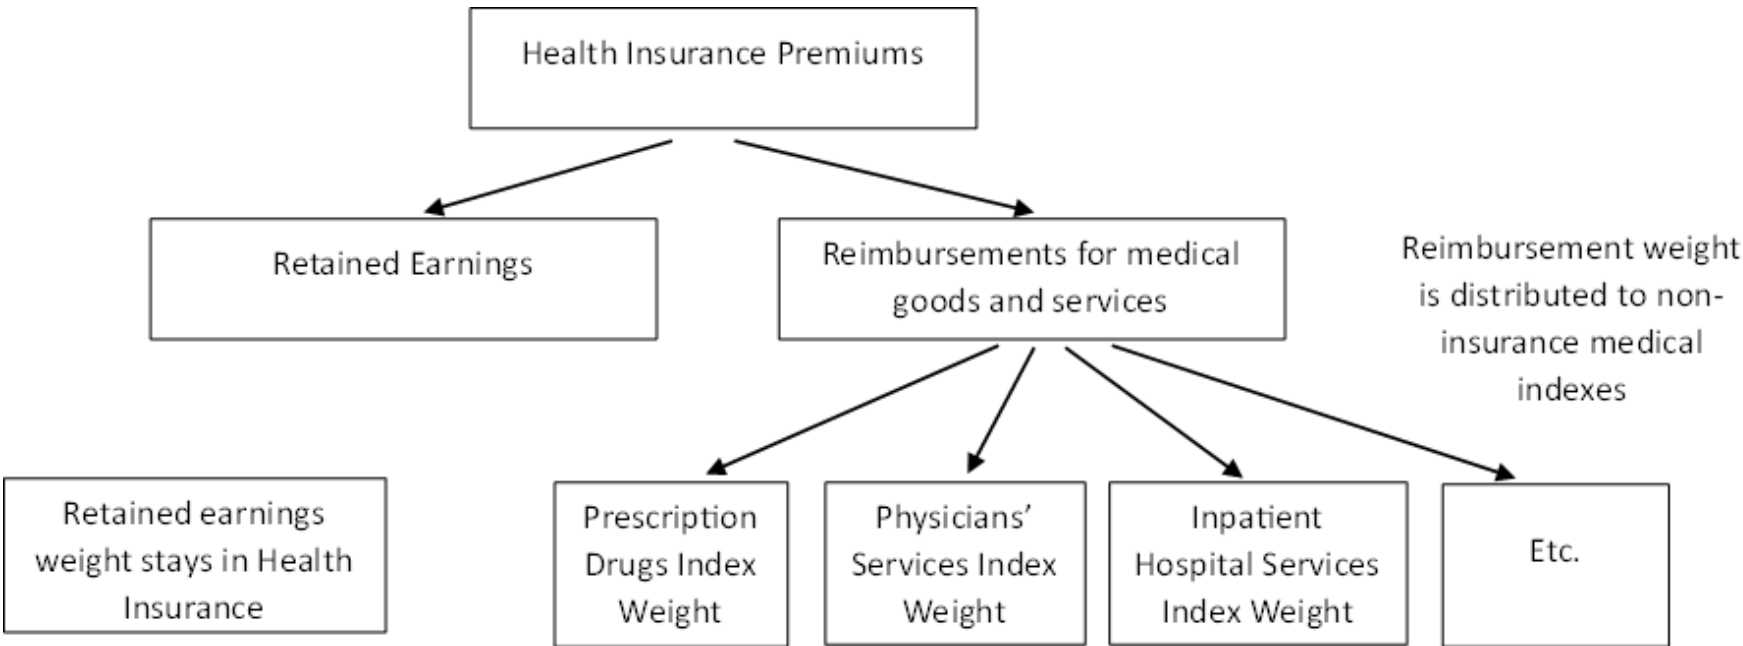 Health Insurance Premiums
Retained Earnings
Reimbursements for medical
goods and services
Reimbursement weight
is distributed to non-
insurance medical
indexes
Retained earnings
weight stays in Health
Insurance
Prescription
Drugs Index
Weight
Physicians’
Services Index
Weight
Inpatient
Hospital Services
Index Weight
Etc.